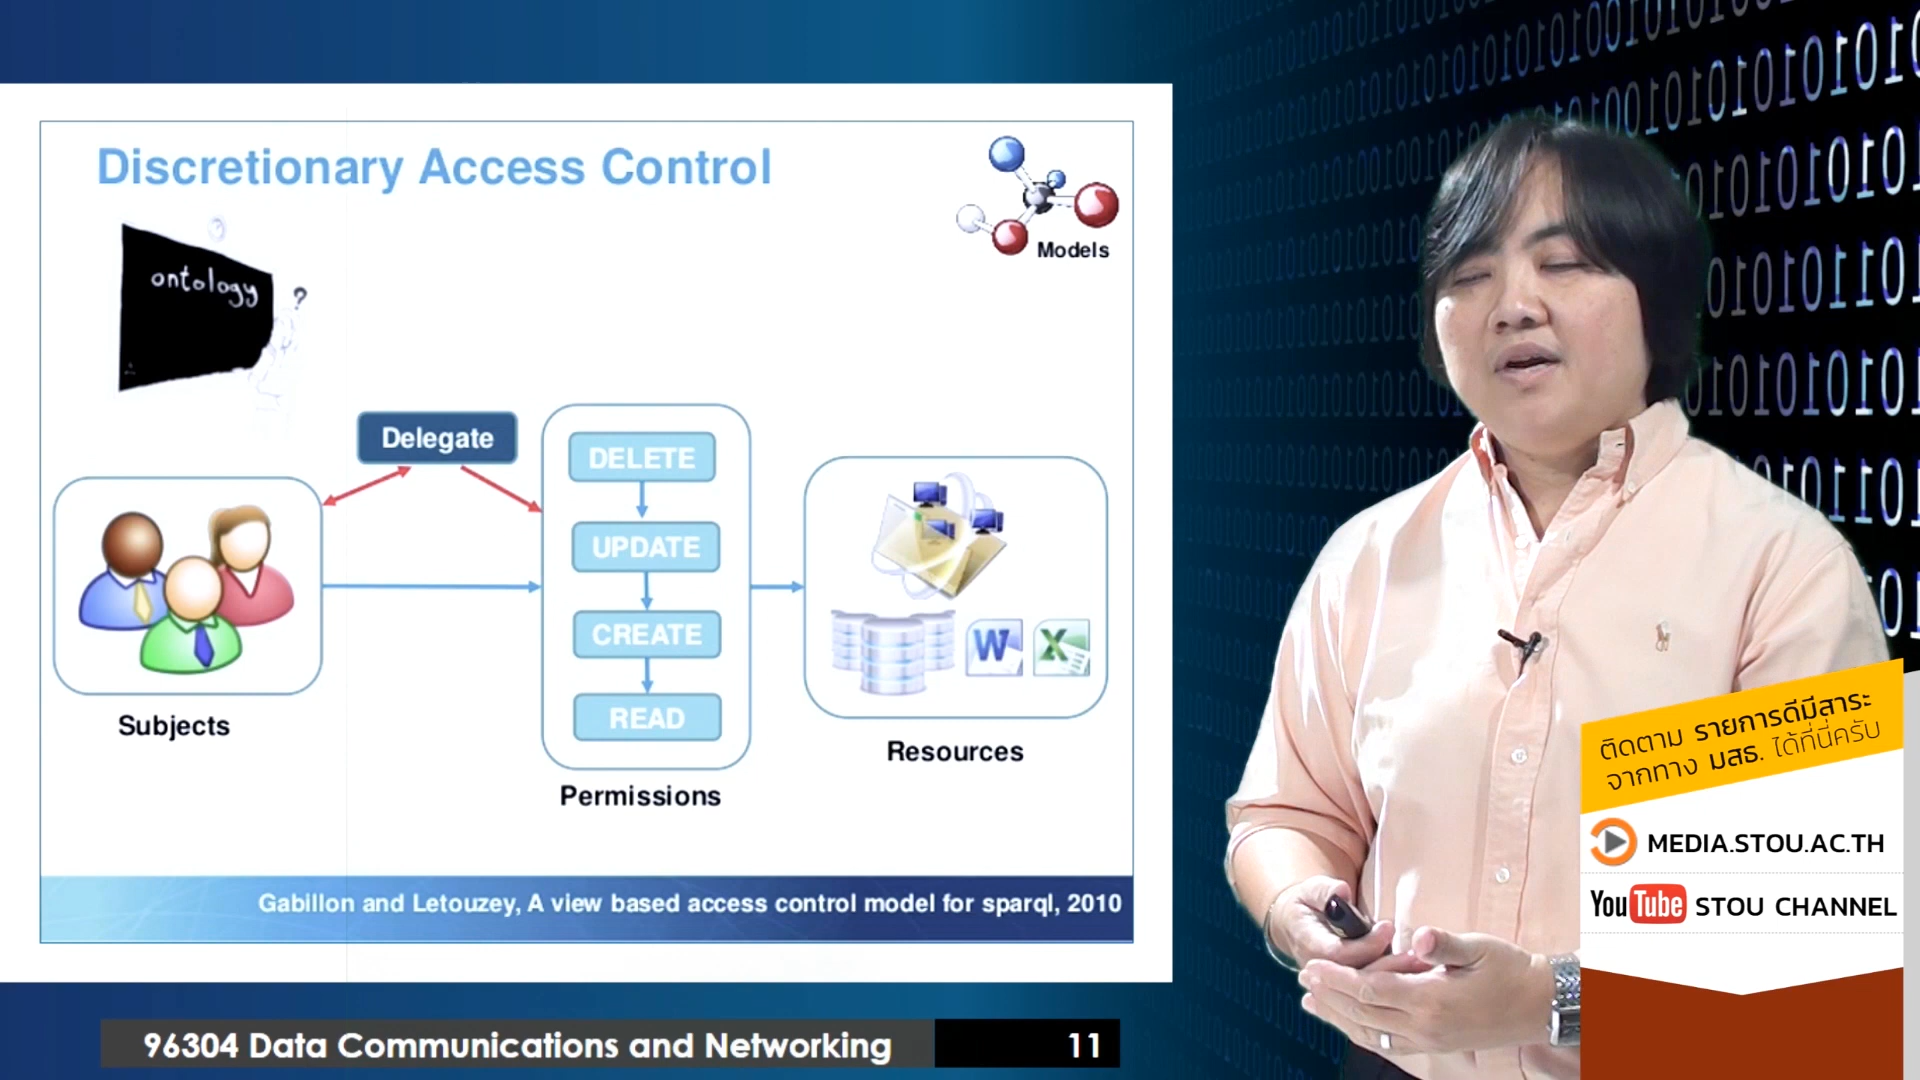 Discretionary Access Control
Models
ontology
?
Delegate
DELETE
UPDATE
CREATE
READ
W
X
Subjects
Permissions
Resources
Gabillon and Letouzey, A view based access control model for sparql, 2010
96304 Data Communications and Networking
11
ติดตาม รายการดีมีสาระ
จากทาง มสธ. ได้ที่นี่ครับ
MEDIA.STOU.AC.TH
YouTube STOU CHANNEL